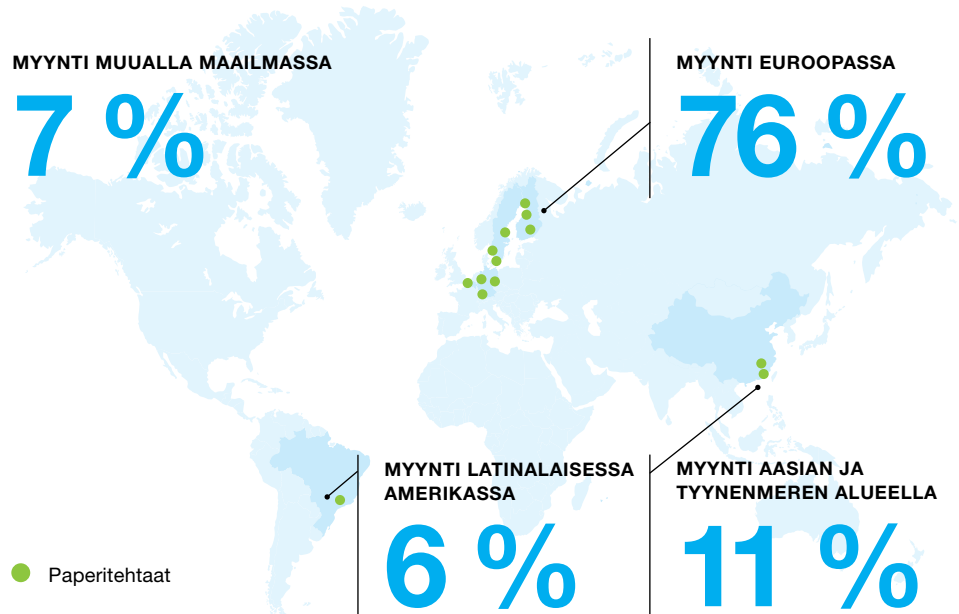 MYYNTI MUUALLA MAAILMASSA
7 %
MYYNTI EUROOPASSA
76 %
MYYNTI LATINALAISESSA
AMERIKASSA
6 %
MYYNTI AASIAN JA
TYYNENMEREN ALUEELLA
11 %
Paperitehtaat